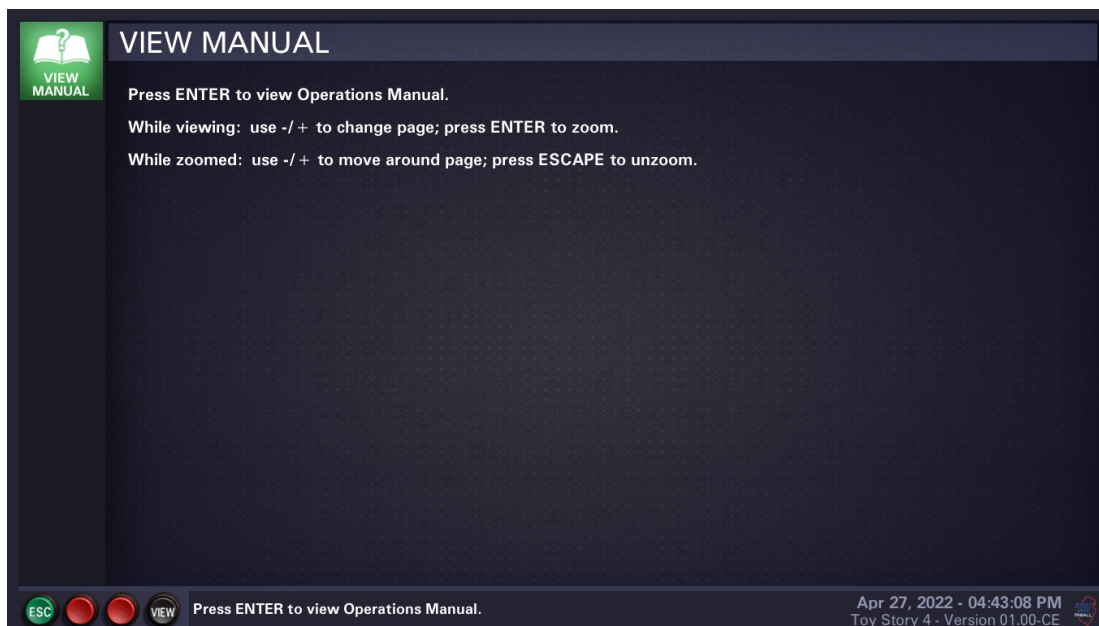 VIEW MANUAL
VIEW
MANUAL
Press ENTER to view Operations Manual.
While viewing: use -/+ to change page; press ENTER to zoom.
While zoomed: use -/+ to move around page; press ESCAPE to unzoom.
ESC
VIEW
Press ENTER to view Operations Manual.
Apr 27, 2022 - 04:43:08 PM
Toy Story 4 - Version 01.00-CE